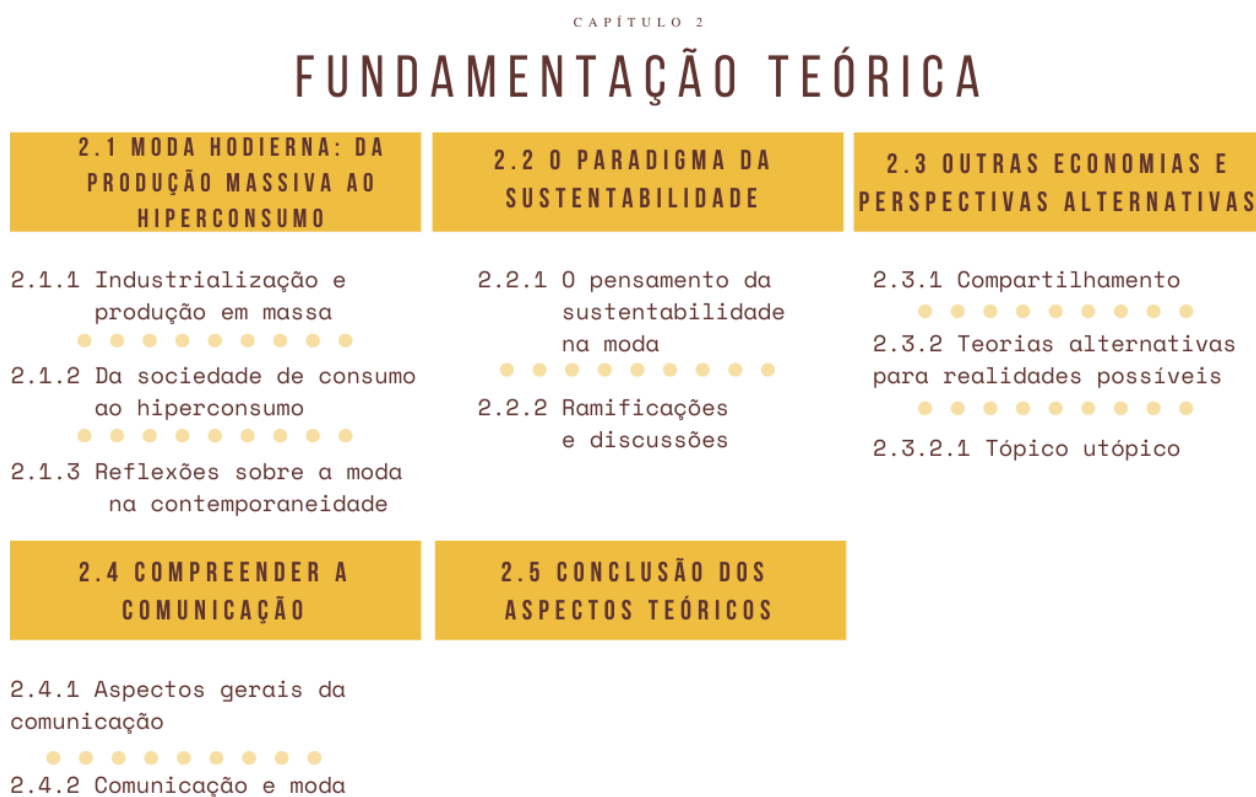 CAPÍTULO 2
FUNDAMENTAÇÃO TEÓRICA
2.1 MODA HODIERNA: DA
PRODUÇÃO MASSIVA AO
HIPERCONSUMO
2.1.1 Industrialização e
produção em massa
2.1.2 Da sociedade de consumo
ao hiperconsumo
2.1.3 Reflexões sobre a moda
na contemporaneidade
2.2 O PARADIGMA DA
SUSTENTABILIDADE
2.2.1 O pensamento da
sustentabilidade
na moda
2.2.2 Ramificações
e discussões
2.3 OUTRAS ECONOMIAS E
PERSPECTIVAS ALTERNATIVAS
2.3.1 Compartilhamento
2.3.2 Teorias alternativas
para realidades possíveis
2.3.2.1 Tópico utópico
2.4 COMPREENDER A
COMUNICAÇÃO
2.4.1 Aspectos gerais da
comunicação
2.4.2 Comunicação e moda
2.5 CONCLUSÃO DOS
ASPECTOS TEÓRICOS